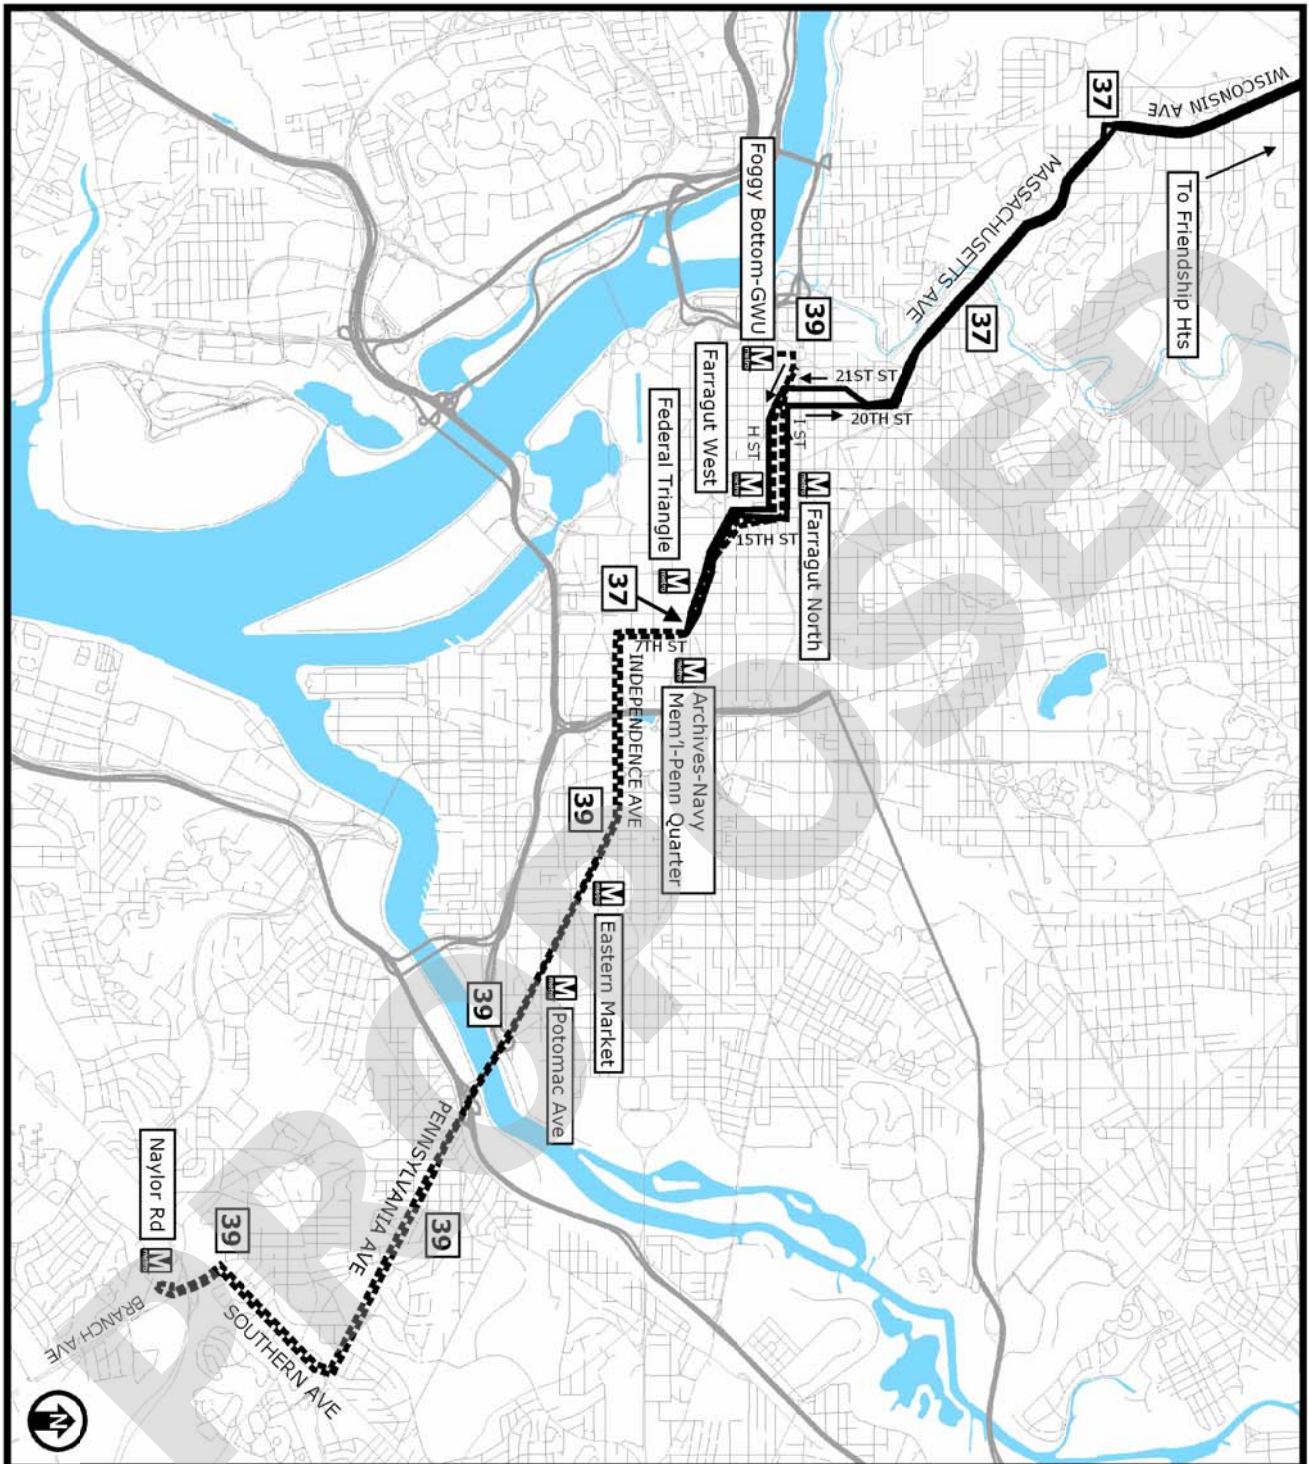 WISCONSIN AVE
37
To Friendship Hts
MASSACHUSETTS AVE
37
Foggy Bottom-GWU
M
39
21ST ST
20TH ST
I ST
H ST
Farragut West
M
M
Farragut North
15TH ST
Federal Triangle
M
37
7TH ST
M
Archives-Navy
Mem'l-Penn Quarter
INDEPENDENCE AVE
39
M
Eastern Market
M
Potomac Ave
39
PENNSYLVANIA AVE
39
Naylor Rd
M
39
BRANCH AVE
SOUTHERN AVE
N
PROPOSED